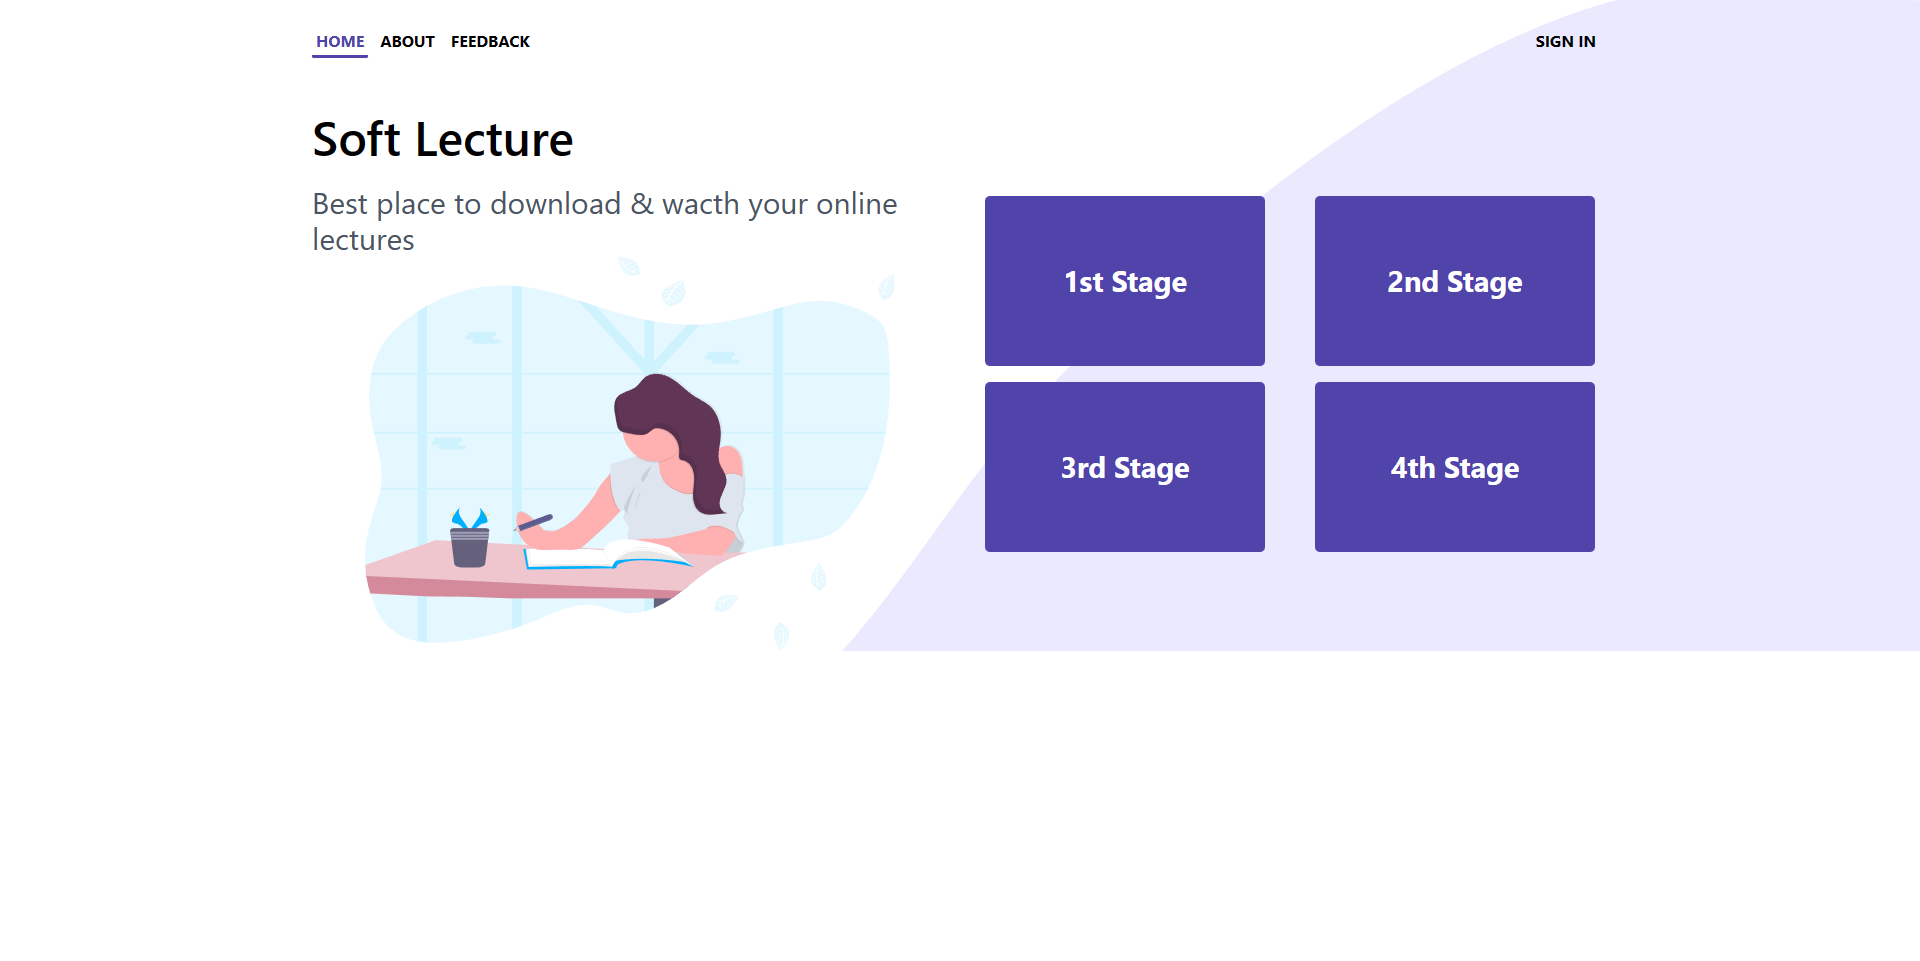 HOME ABOUT FEEDBACK SIGN IN
Soft Lecture
Best place to download & wacth your online
lectures
1st Stage 2nd Stage
3rd Stage 4th Stage